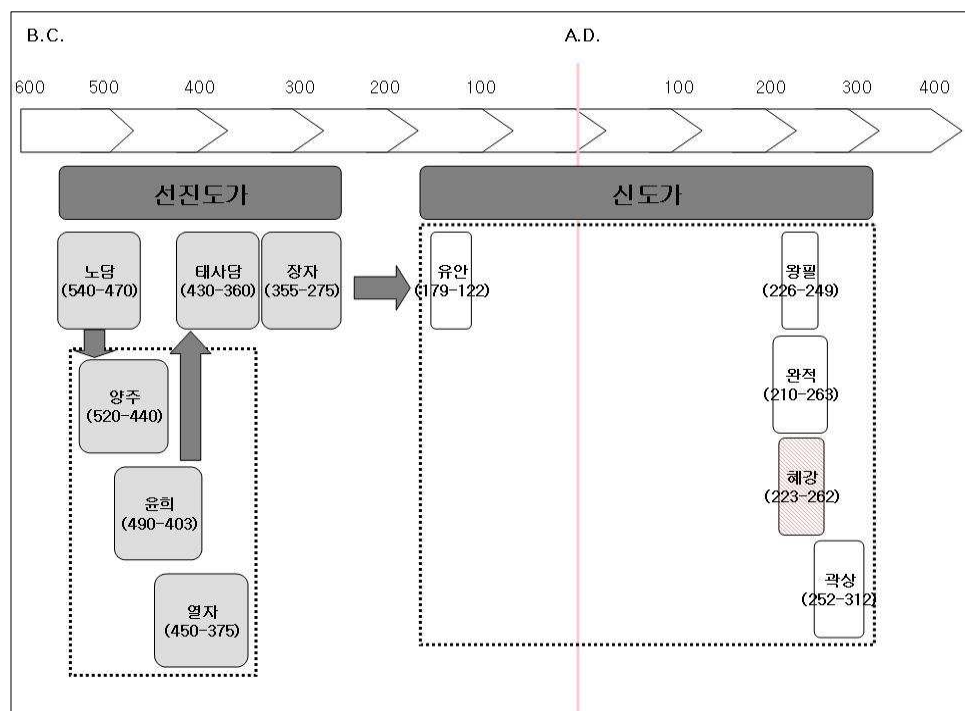 B.C.
A.D.
600 500 400 300 200 100 100 200 300 400
선진도가
신도가
노담
(540-470)
태사담
(430-360)
장자
(355-275)
유안
(179-122)
왕필
(226-249)
양주
(520-440)
완적
(210-263)
윤희
(490-403)
혜강
(223-262)
열자
(450-375)
곽상
(252-312)